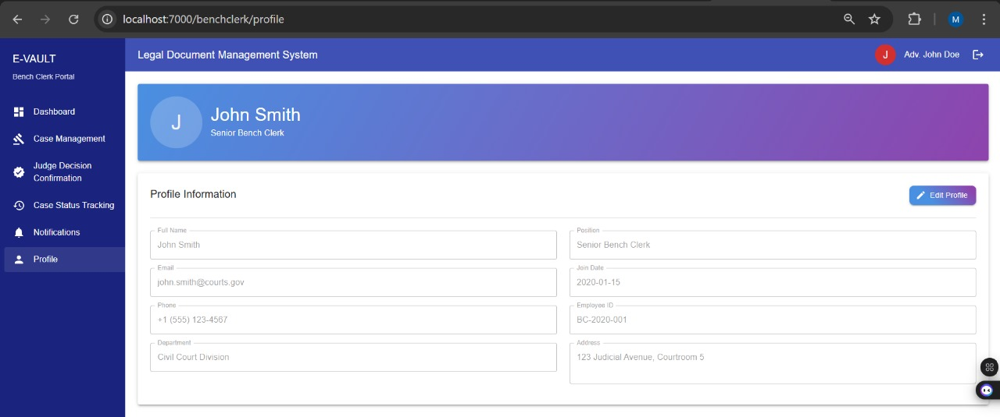 localhost:7000/benchclerk/profile
M
E-VAULT
Bench Clerk Portal
Dashboard
Case Management
Judge Decision
Confirmation
Case Status Tracking
Notifications
Profile
Legal Document Management System
J
Adv. John Doe
J
John Smith
Senior Bench Clerk
Profile Information
Edit Profile
Full Name
John Smith
Position
Senior Bench Clerk
Email
john.smith@courts.gov
Join Date
2020-01-15
Phone
+1 (555) 123-4567
Employee ID
BC-2020-001
Department
Civil Court Division
Address
123 Judicial Avenue, Courtroom 5